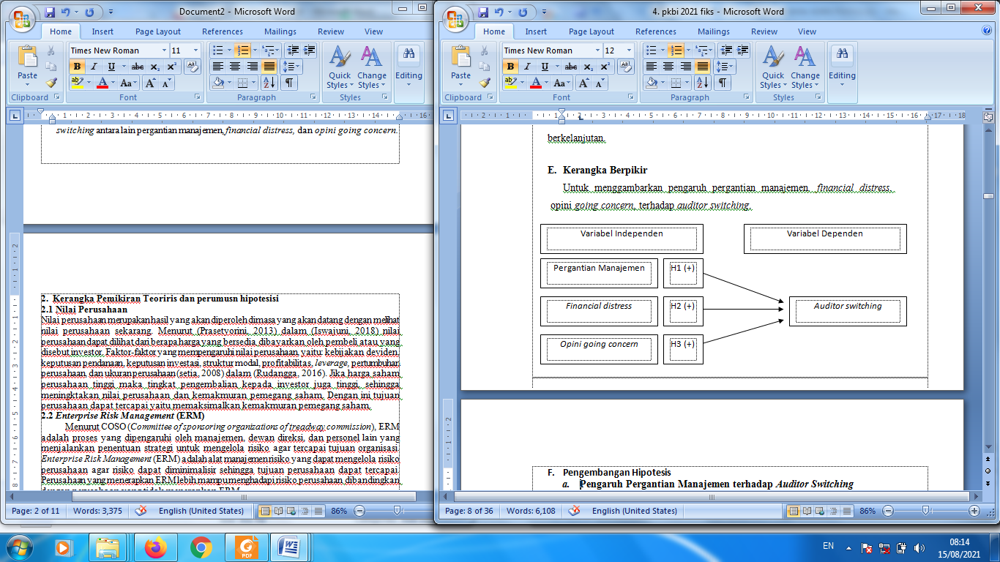 Document2 - Microsoft Word
Home Insert Page Layout References Mailings Review View
Times New Roman 11
Paste
Quick Styles
Change Styles
Editing
Clipboard Font Paragraph Styles
switching antara lain pergantian manajemen, financial distress, dan opini going concern.
2. Kerangka Pemikiran Teoriris dan perumusn hipotesisi
2.1 Nilai Perusahaan
Nilai perusahaan merupakan hasil yang akan diperoleh dimasa yang akan datang dengan melihat
nilai perusahaan sekarang. Menurut (Prasetyorini, 2013) dalam (Iswajuni, 2018) nilai
perusahaan dapat dilihat dari berapa harga yang bersedia dibayarkan oleh pembeli atau yang
disebut investor. Faktor-faktor yang mempengaruhi nilai perusahaan, yaitu: kebijakan deviden,
keputusan pendanaan, keputusan investasi, struktur modal, profitabilitas, leverage, pertumbuhan
perusahaan, dan ukuran perusahaan (setia, 2008) dalam (Rudangga, 2016). Jika harga saham
perusahaan tinggi maka tingkat pengembalian kepada investor juga tinggi, sehingga
meningktakan nilai perusahaan dan kemakmuran pemegang saham. Dengan ini tujuan
perusahaan dapat tercapai yaitu memaksimalkan kemakmuran pemegang saham.
2.2 Enterprise Risk Management (ERM)
Menurut COSO (Committee of sponsoring organizations of treadway commission), ERM
adalah proses yang dipengaruhi oleh manajemen, dewan direksi, dan personel lain yang
menjalankan penentuan strategi untuk mengelola risiko agar tercapai tujuan organisasi.
Enterprise Risk Management (ERM) adalah alat manajemen risiko yang dapat mengelola risiko
perusahaan agar risiko dapat diminimalisir sehingga tujuan perusahaan dapat tercapai.
Perusahaan yang menerapkan ERM lebih mampu menghadapi risiko perusahaan dibandingkan
Page: 2 of 11 Words: 3,375 English (United States) 86%
4. pkbi 2021 fiks - Microsoft Word
Home Insert Page Layout References Mailings Review View
Times New Roman 12
Paste
Quick Styles
Change Styles
Editing
Clipboard Font Paragraph Styles
berkelanjutan.
E. Kerangka Berpikir
Untuk menggambarkan pengaruh pergantian manajemen, financial distress,
opini going concern, terhadap auditor switching.
Variabel Independen Variabel Dependen
Pergantian Manajemen H1 (+)
Financial distress H2 (+) Auditor switching
Opini going concern H3 (+)
F. Pengembangan Hipotesis
a. Pengaruh Pergantian Manajemen terhadap Auditor Switching
Page: 8 of 36 Words: 6,108 English (United States) 86%
EN
08:14
15/08/2021